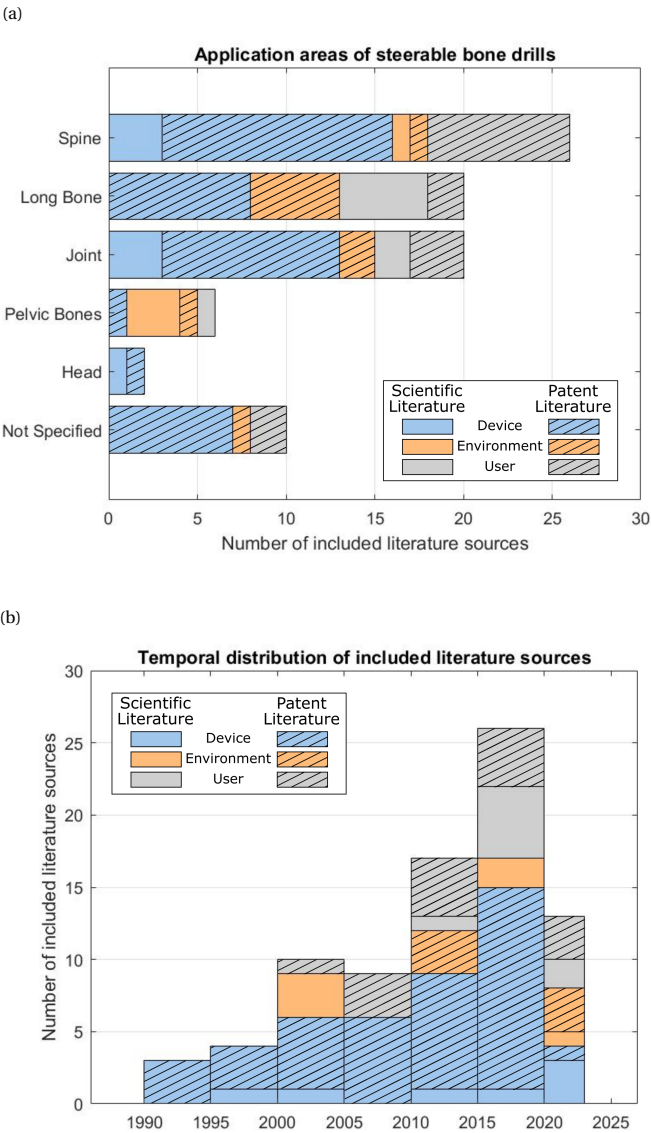 (a)
Application areas of steerable bone drills
Spine
Long Bone
Joint
Pelvic Bones
Head
Not Specified
Scientific Literature
Patent Literature
Device
Environment
User
0 5 10 15 20 25 30
Number of included literature sources
(b)
Temporal distribution of included literature sources
30
25
20
15
10
5
0
Number of included literature sources
Scientific Literature
Patent Literature
Device
Environment
User
1990 1995 2000 2005 2010 2015 2020 2025